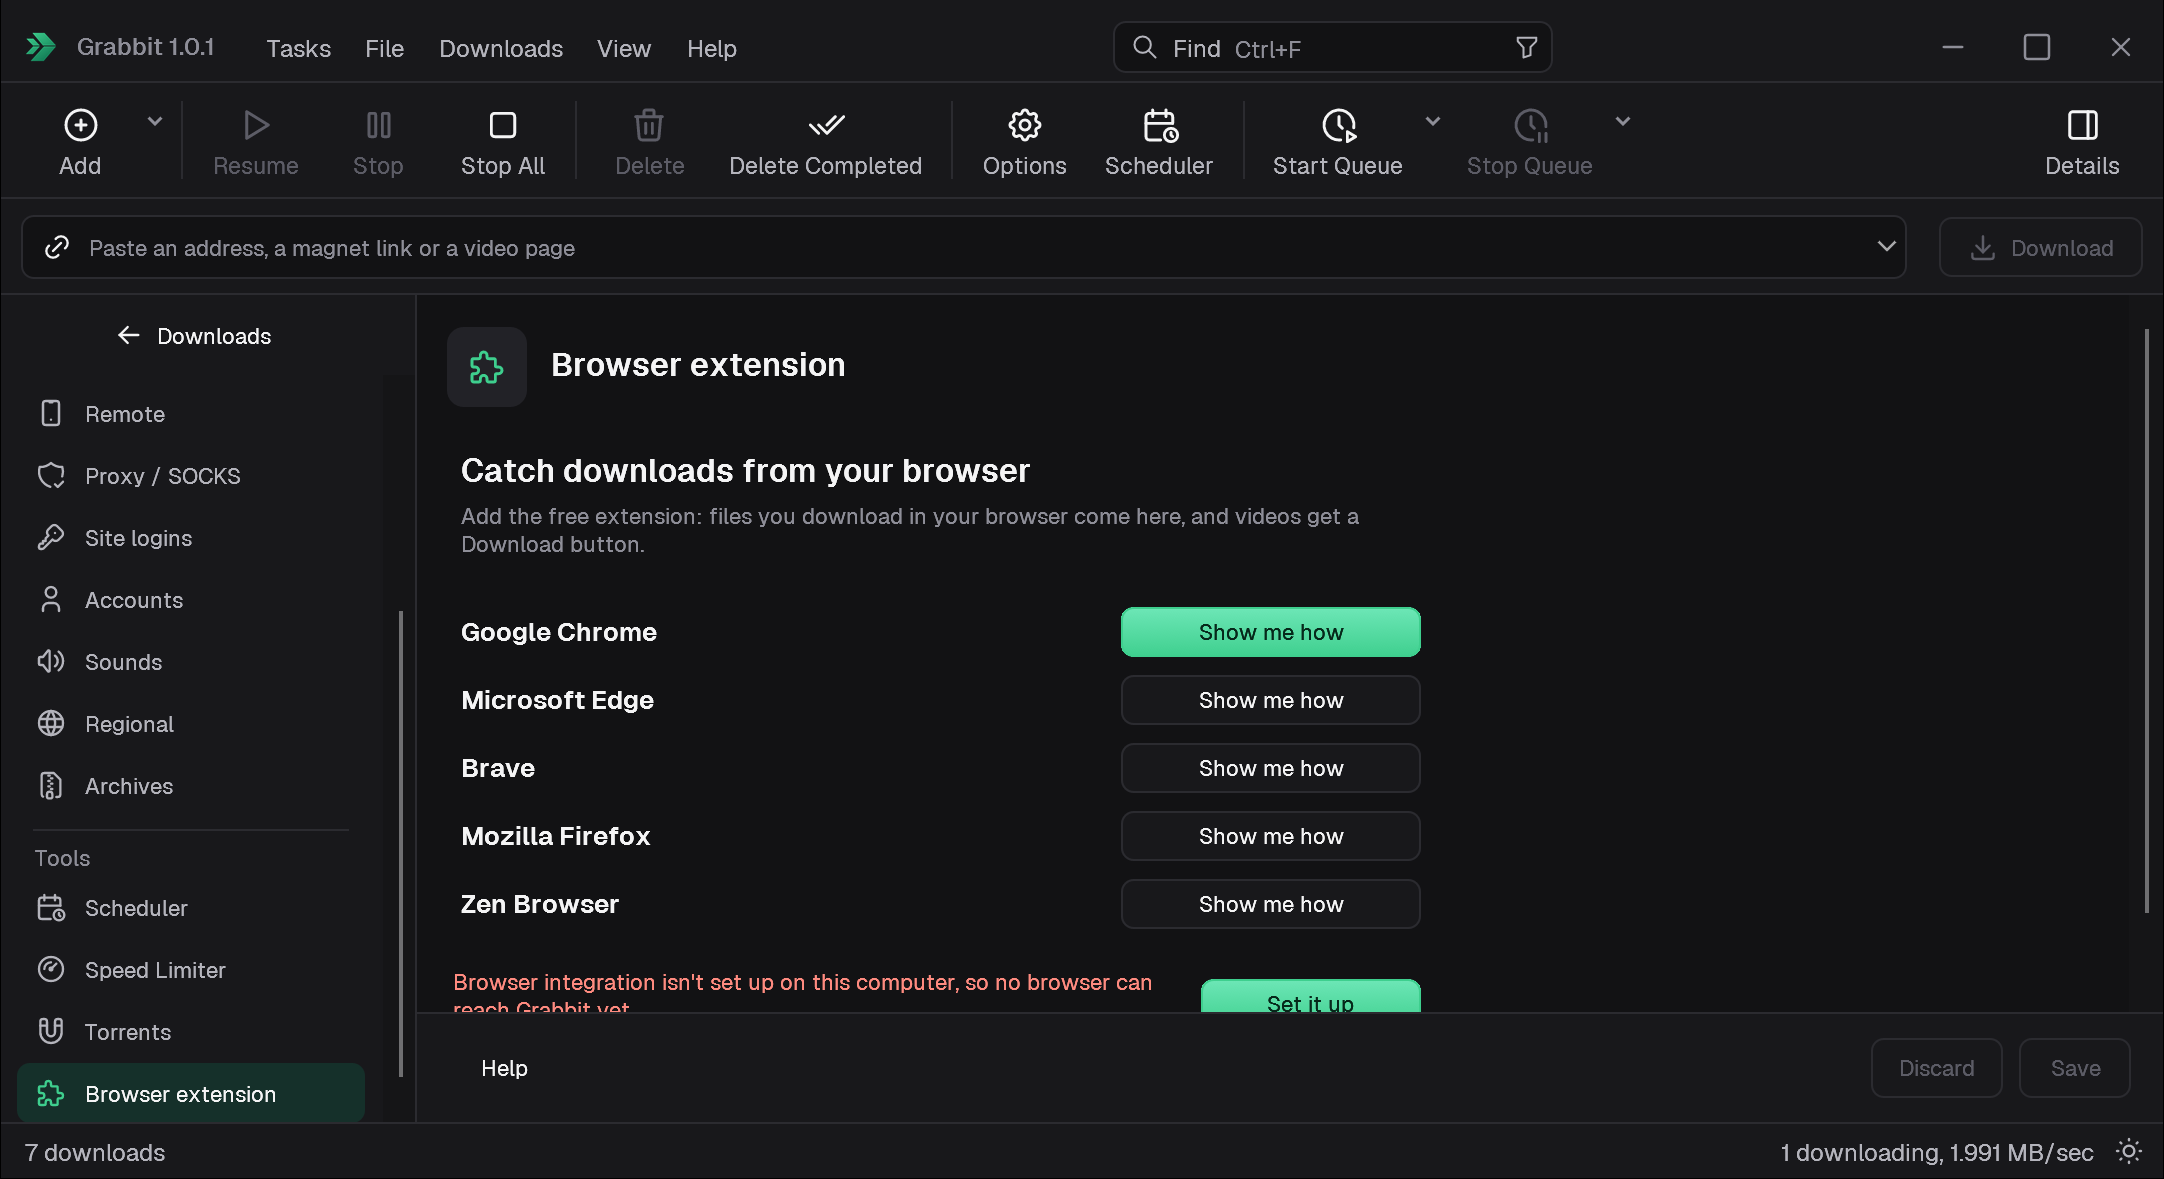 Grabbit 1.0.1
Tasks
File
Downloads
View
Help
Find Ctrl+F
Add
Resume
Stop
Stop All
Delete
Delete Completed
Options
Scheduler
Start Queue
Stop Queue
Details
Paste an address, a magnet link or a video page
Download
Downloads
Remote
Proxy / SOCKS
Site logins
Accounts
Sounds
Regional
Archives
Tools
Scheduler
Speed Limiter
Torrents
Browser extension
Browser extension
Catch downloads from your browser
Add the free extension: files you download in your browser come here, and videos get a
Download button.
Google Chrome
Show me how
Microsoft Edge
Show me how
Brave
Show me how
Mozilla Firefox
Show me how
Zen Browser
Show me how
Browser integration isn't set up on this computer, so no browser can
reach Grabbit yet
Set it up
Help
Discard
Save
7 downloads
1 downloading, 1.991 MB/sec